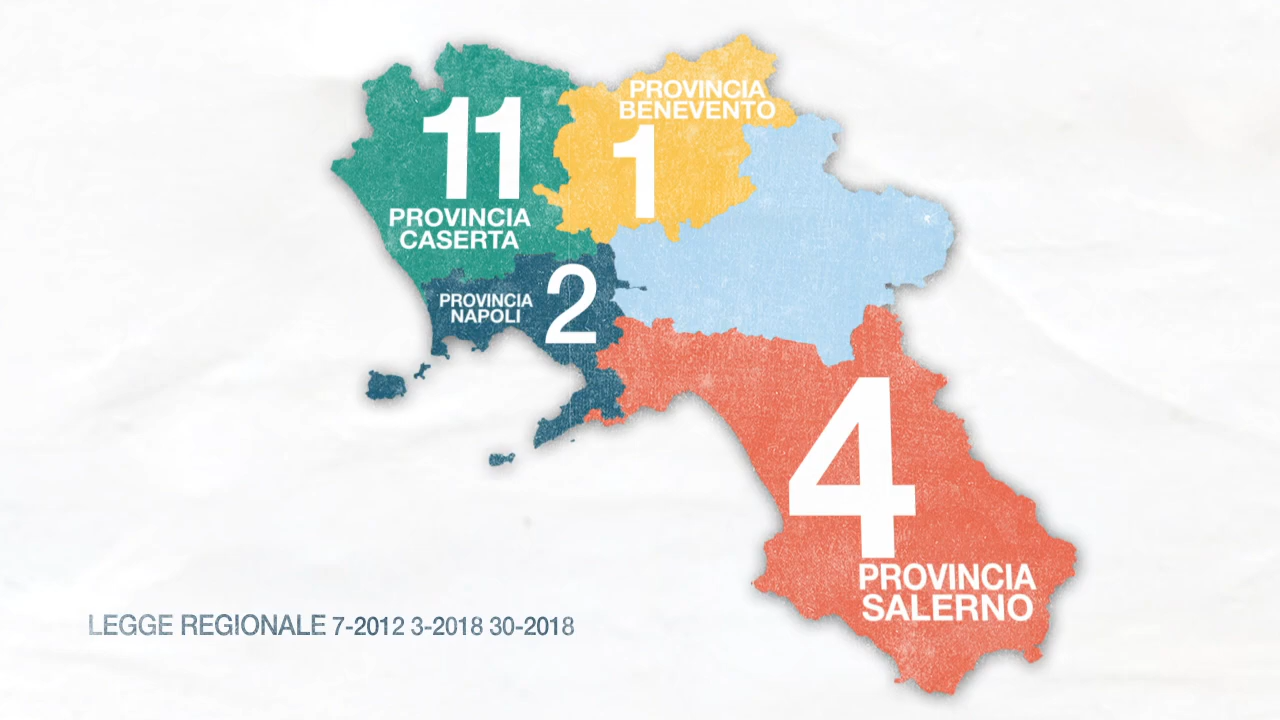 PROVINCIA
BENEVENTO
1
11
PROVINCIA
CASERTA
PROVINCIA
NAPOLI
2
4
PROVINCIA
SALERNO
LEGGE REGIONALE 7-2012 3-2018 30-2018